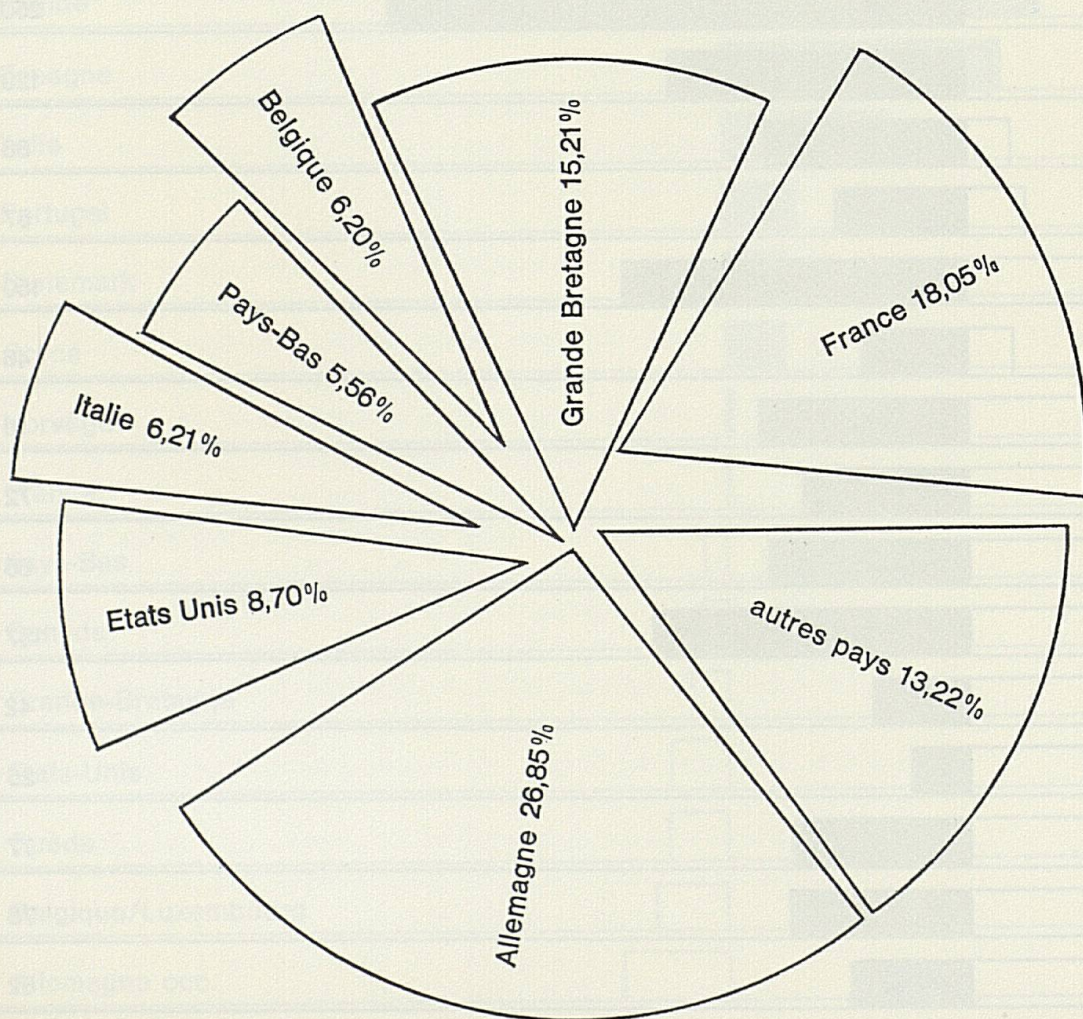 Belgique 6,20%
Grande Bretagne 15,21%
France 18,05%
Pays-Bas 5,56%
Italie 6,21%
Etats Unis 8,70%
autres pays 13,22%
Allemagne 26,85%